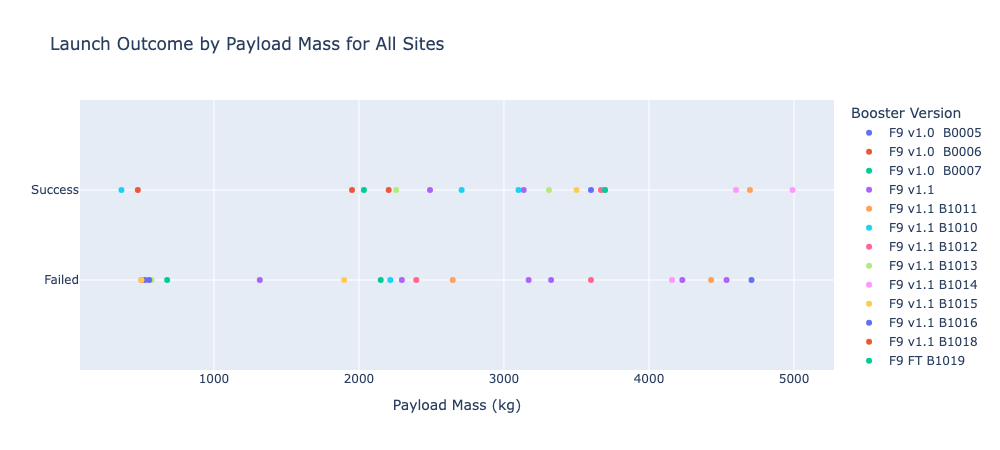 Launch Outcome by Payload Mass for All Sites
Booster Version
F9 v1.0  B0005
F9 v1.0  B0006
F9 v1.0  B0007
F9 v1.1
F9 v1.1 B1011
F9 v1.1 B1010
F9 v1.1 B1012
F9 v1.1 B1013
F9 v1.1 B1014
F9 v1.1 B1015
F9 v1.1 B1016
F9 v1.1 B1018
F9 FT B1019
Success
Failed
1000 2000 3000 4000 5000
Payload Mass (kg)